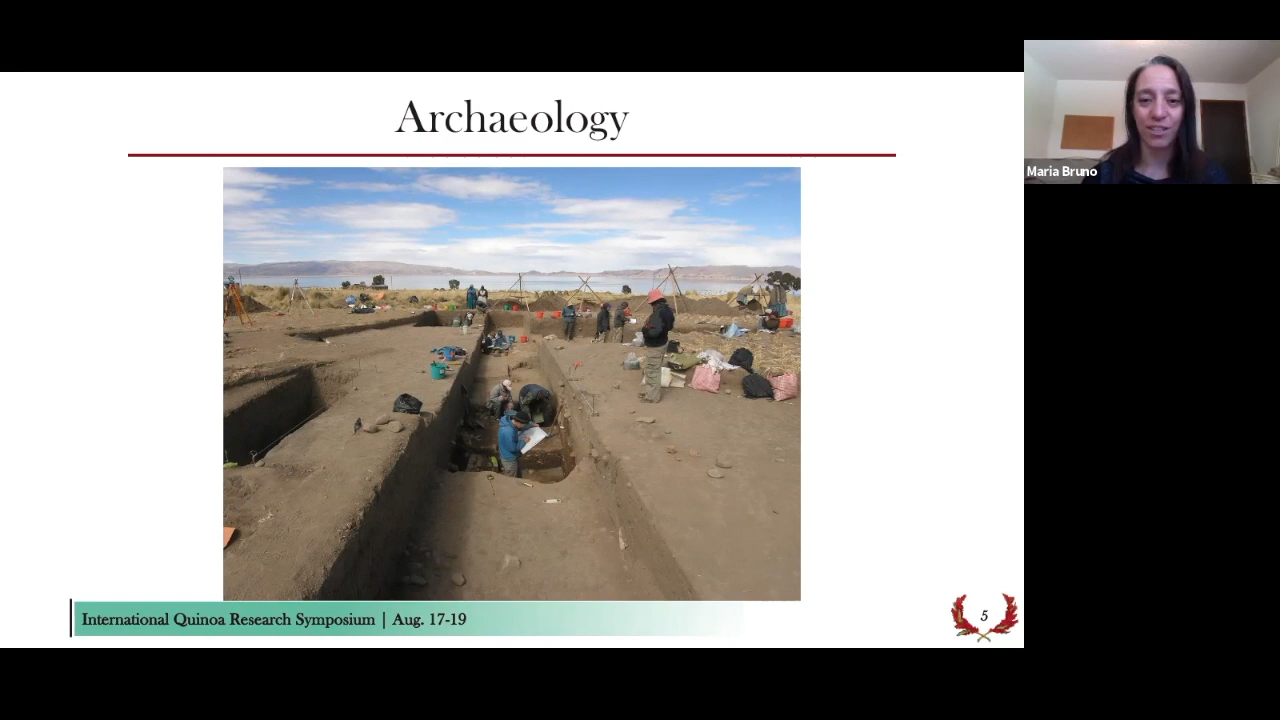 Archaeology
Maria Bruno
International Quinoa Research Symposium | Aug. 17-19
5